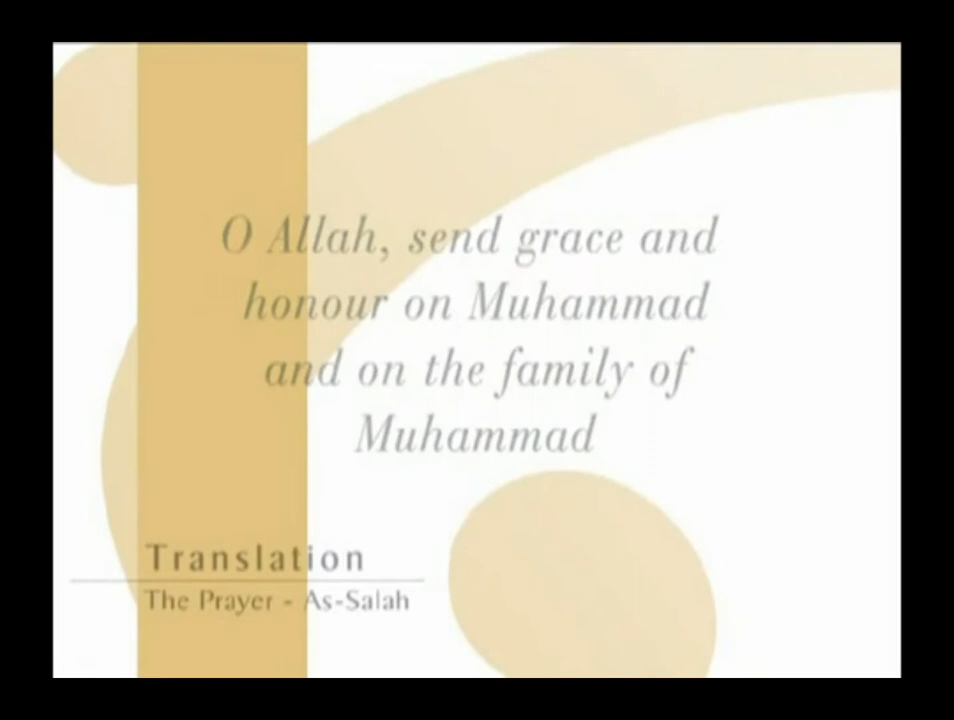 O Allah, send grace and
honour on Muhammad
and on the family of
Muhammad
Translation
The Prayer - As-Salah